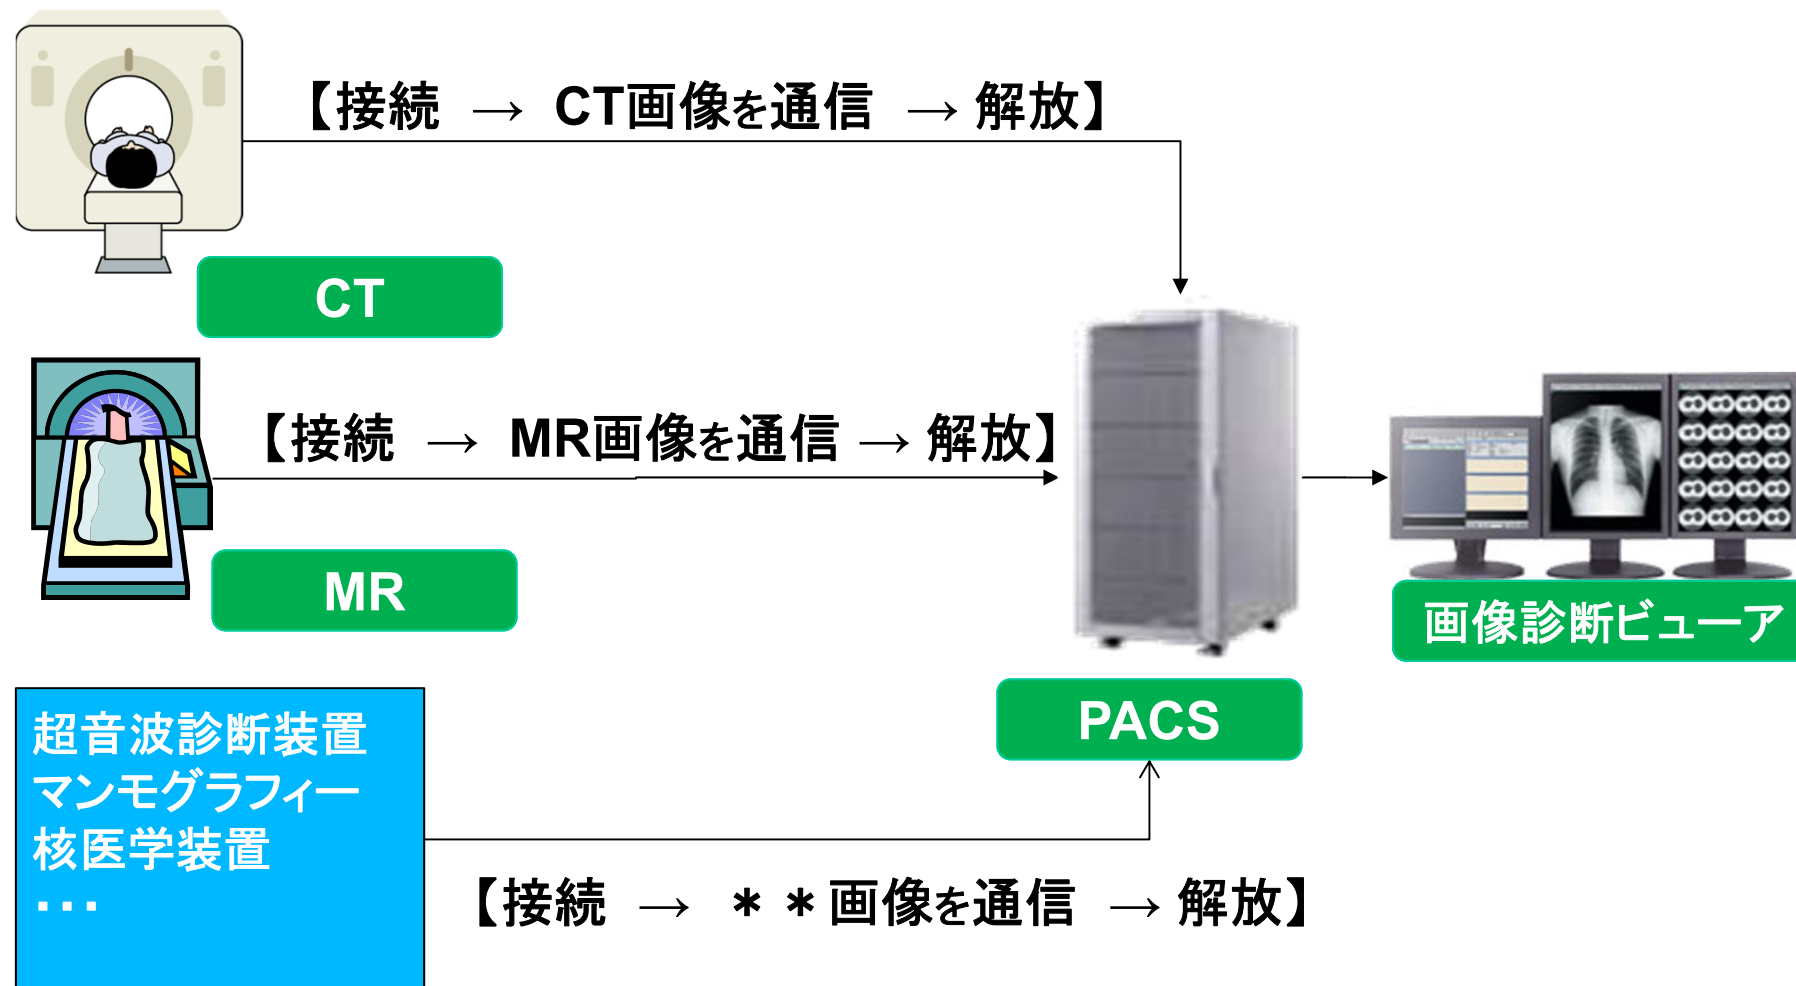 【接続 → CT画像を通信 → 解放】
CT
【接続 → MR画像を通信 → 解放】
MR
画像診断ビューア
PACS
超音波診断装置
マンモグラフィー
核医学装置
･･･
【接続 → ＊＊画像を通信 → 解放】